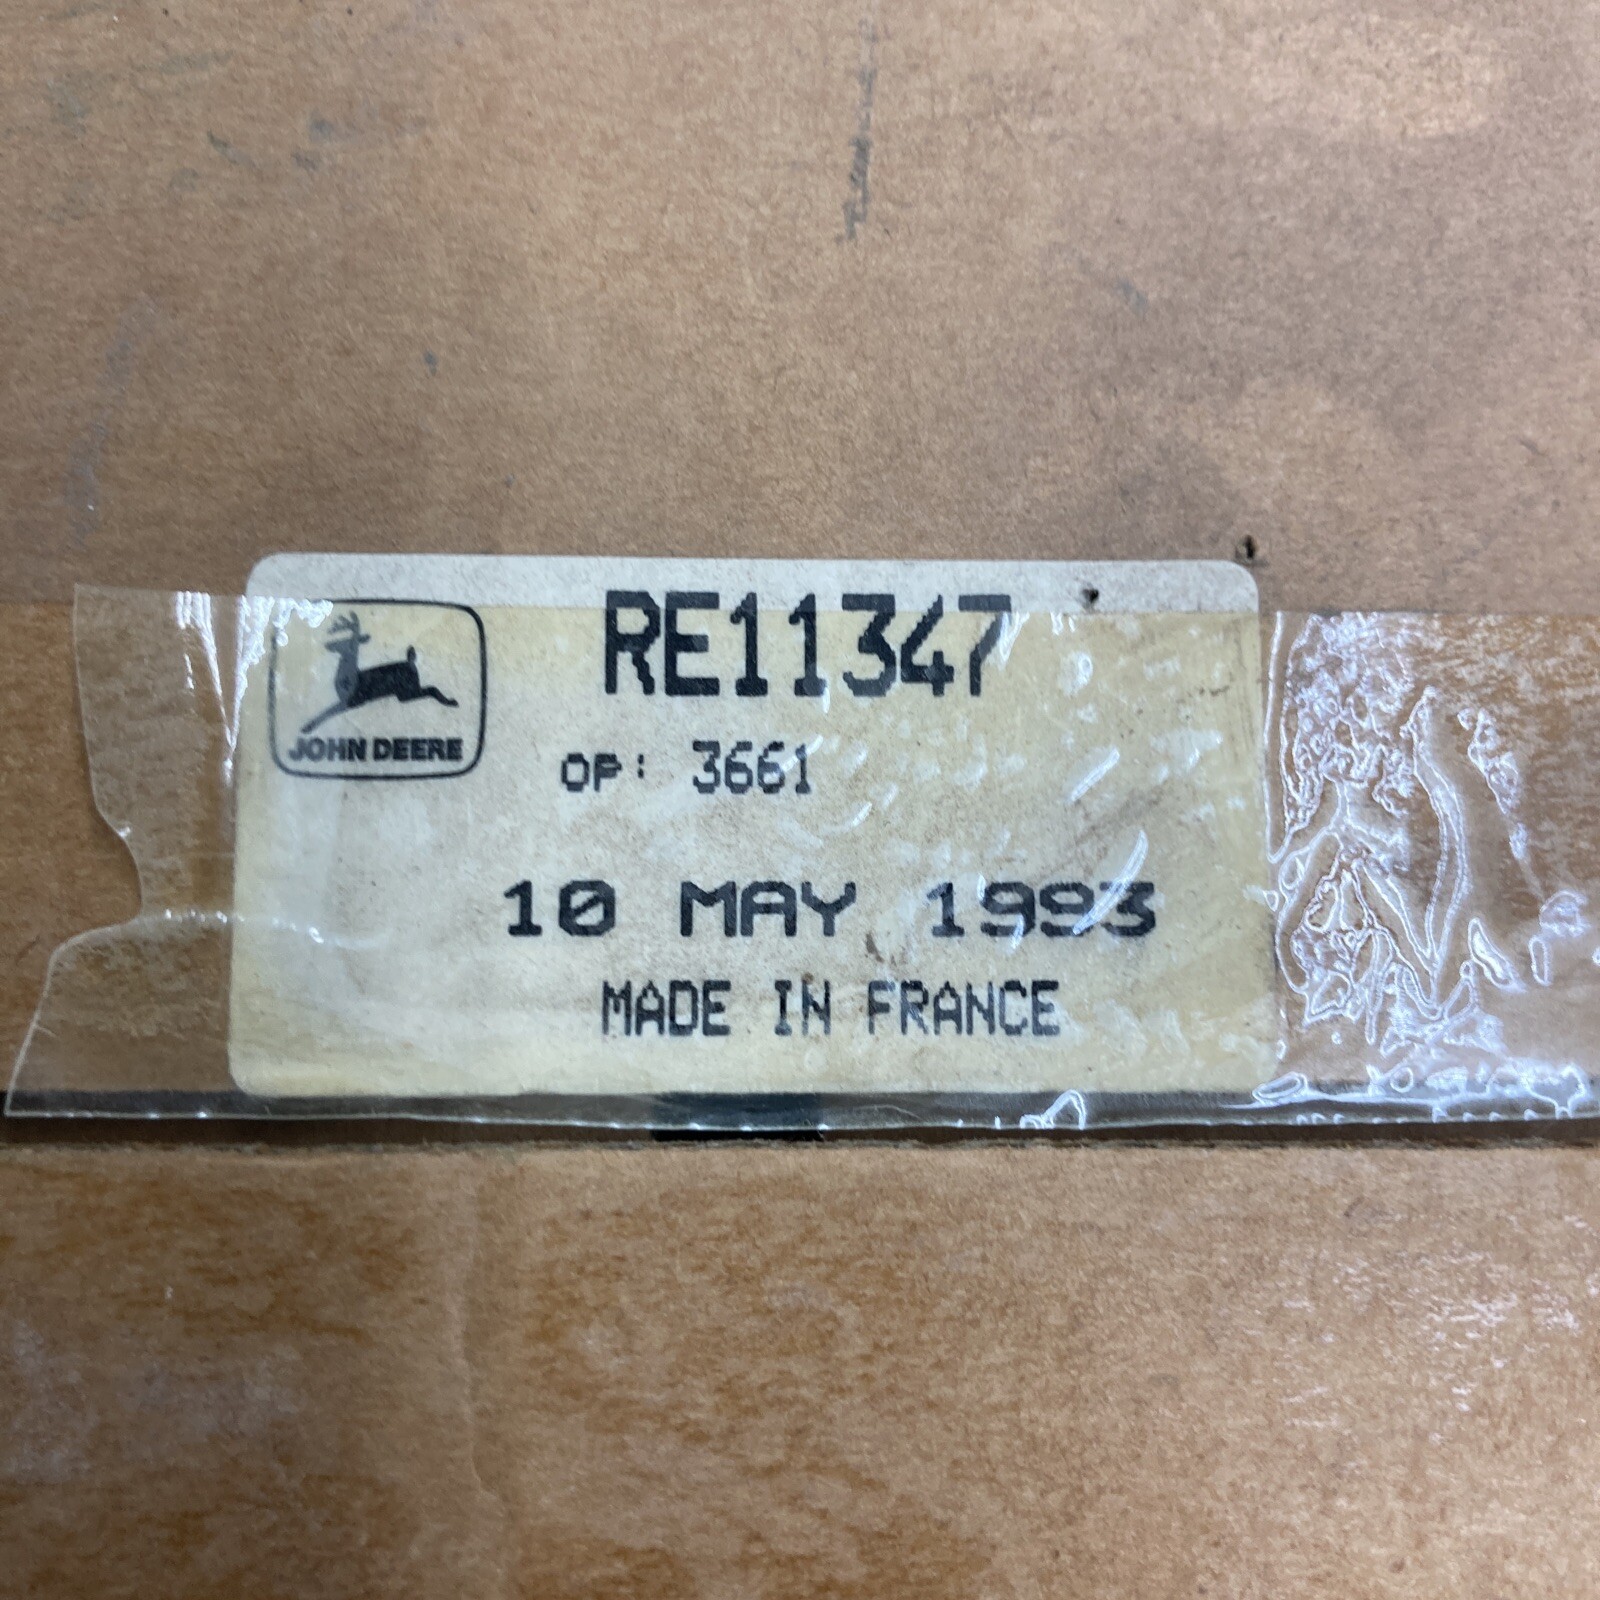 RE11347
JOHN DEERE
OP: 3661
10 MAY 1993
MADE IN FRANCE